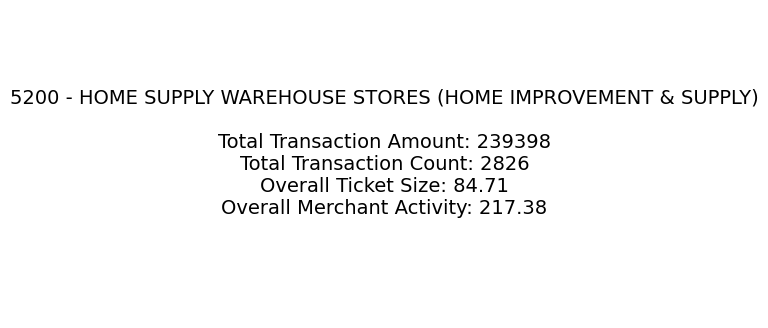 5200 - HOME SUPPLY WAREHOUSE STORES (HOME IMPROVEMENT & SUPPLY)
Total Transaction Amount: 239398
Total Transaction Count: 2826
Overall Ticket Size: 84.71
Overall Merchant Activity: 217.38